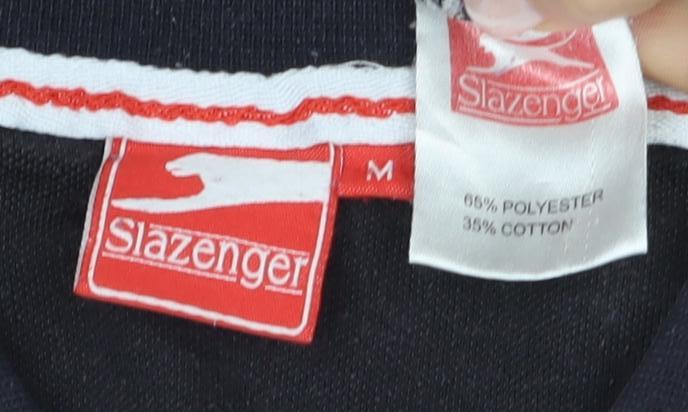 Slazenger
M
Slazenger
65% POLYESTER
35% COTTON